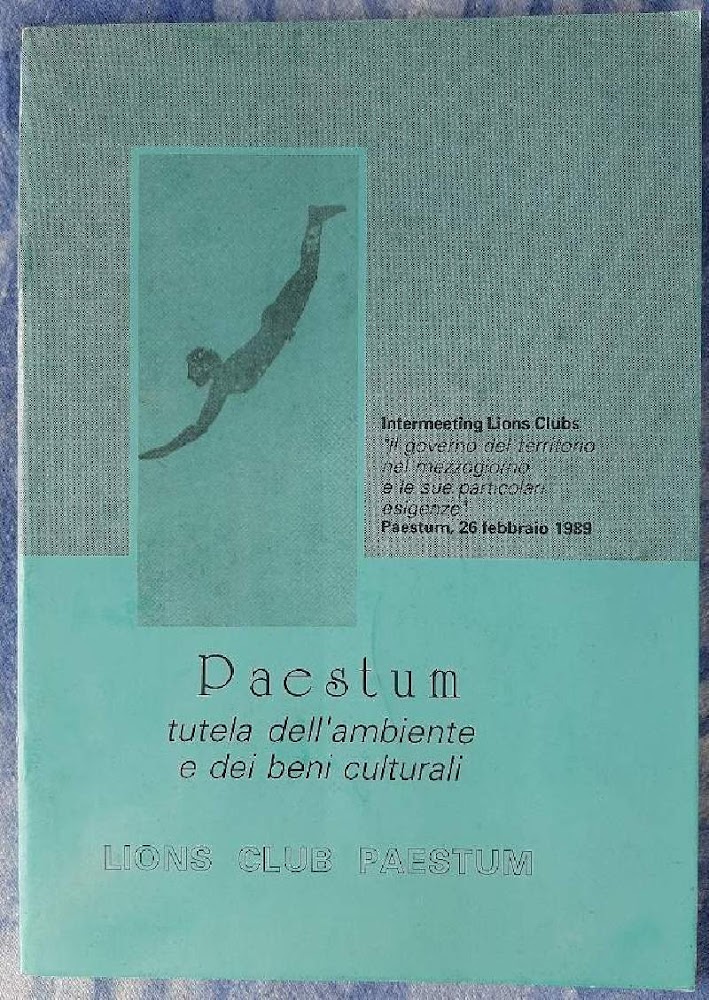 Intermeeting Lions Clubs
"il governo del territorio
nel mezzogiorno
e le sue particolari
esigenze"
Paestum, 26 febbraio 1989
Paestum
tutela dell'ambiente
e dei beni culturali
LIONS CLUB PAESTUM